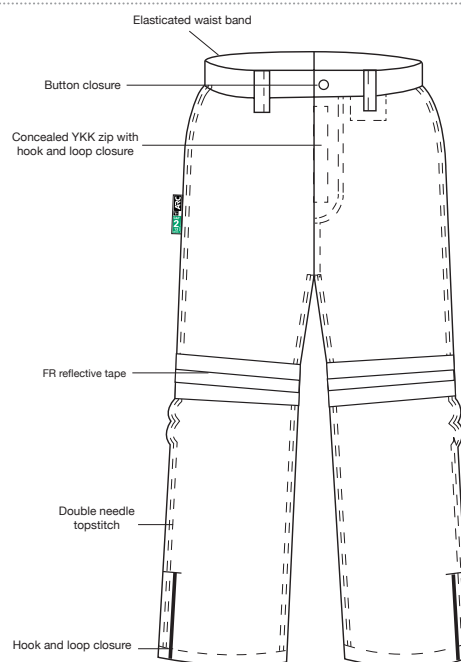 Elasticated waist band
Button closure
Concealed YKK zip with
hook and loop closure
ARC
FR reflective tape
Double needle
topstitch
Hook and loop closure